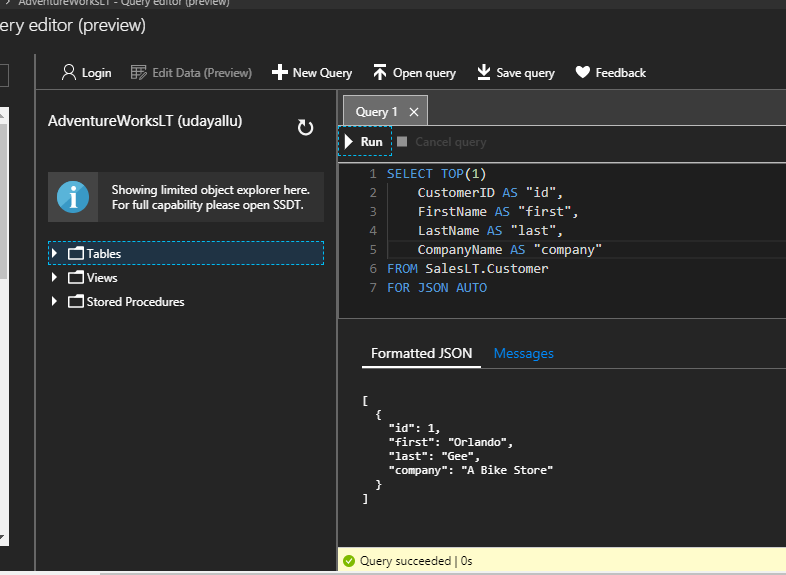 AdventureWorksLT - Query editor (preview)
ery editor (preview)
Login Edit Data (Preview) New Query Open query Save query Feedback
AdventureWorksLT (udayallu)
Showing limited object explorer here.
For full capability please open SSDT.
Tables
Views
Stored Procedures
Query 1
Run Cancel query
1 SELECT TOP(1)
2 CustomerID AS "id",
3 FirstName AS "first",
4 LastName AS "last",
5 CompanyName AS "company"
6 FROM SalesLT.Customer
7 FOR JSON AUTO
Formatted JSON Messages
[
{
"id": 1,
"first": "Orlando",
"last": "Gee",
"company": "A Bike Store"
}
]
Query succeeded | 0s